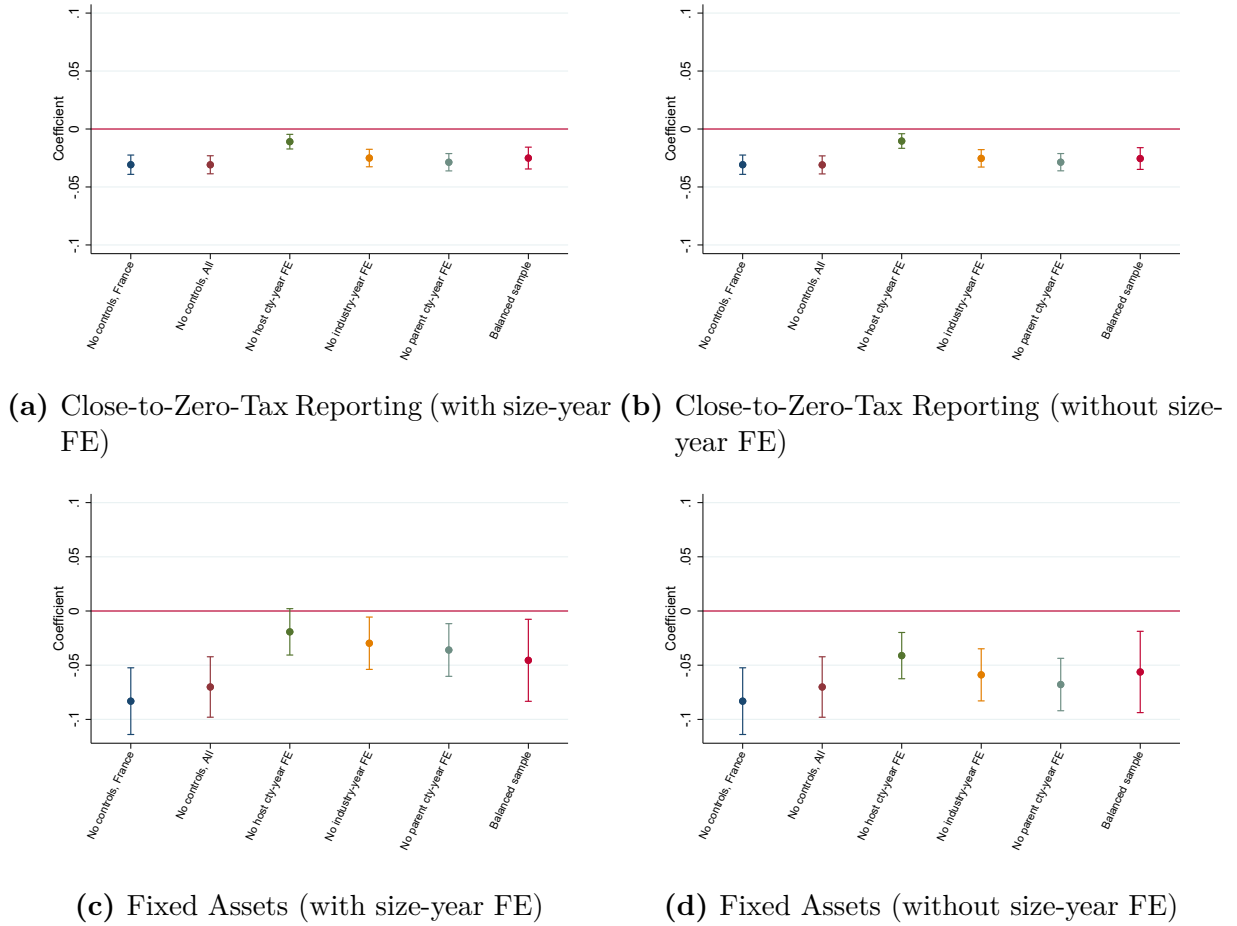 .1
.05
0
-.05
-.1
Coefficient
No controls, France
No controls, All
No host cty-year FE
No industry-year FE
No parent cty-year FE
Balanced sample
.1
.05
0
-.05
-.1
Coefficient
No controls, France
No controls, All
No host cty-year FE
No industry-year FE
No parent cty-year FE
Balanced sample
(a) Close-to-Zero-Tax Reporting (with size-year
FE)
(b) Close-to-Zero-Tax Reporting (without size-
year FE)
.1
.05
0
-.05
-.1
Coefficient
No controls, France
No controls, All
No host cty-year FE
No industry-year FE
No parent cty-year FE
Balanced sample
.1
.05
0
-.05
-.1
Coefficient
No controls, France
No controls, All
No host cty-year FE
No industry-year FE
No parent cty-year FE
Balanced sample
(c) Fixed Assets (with size-year FE)
(d) Fixed Assets (without size-year FE)